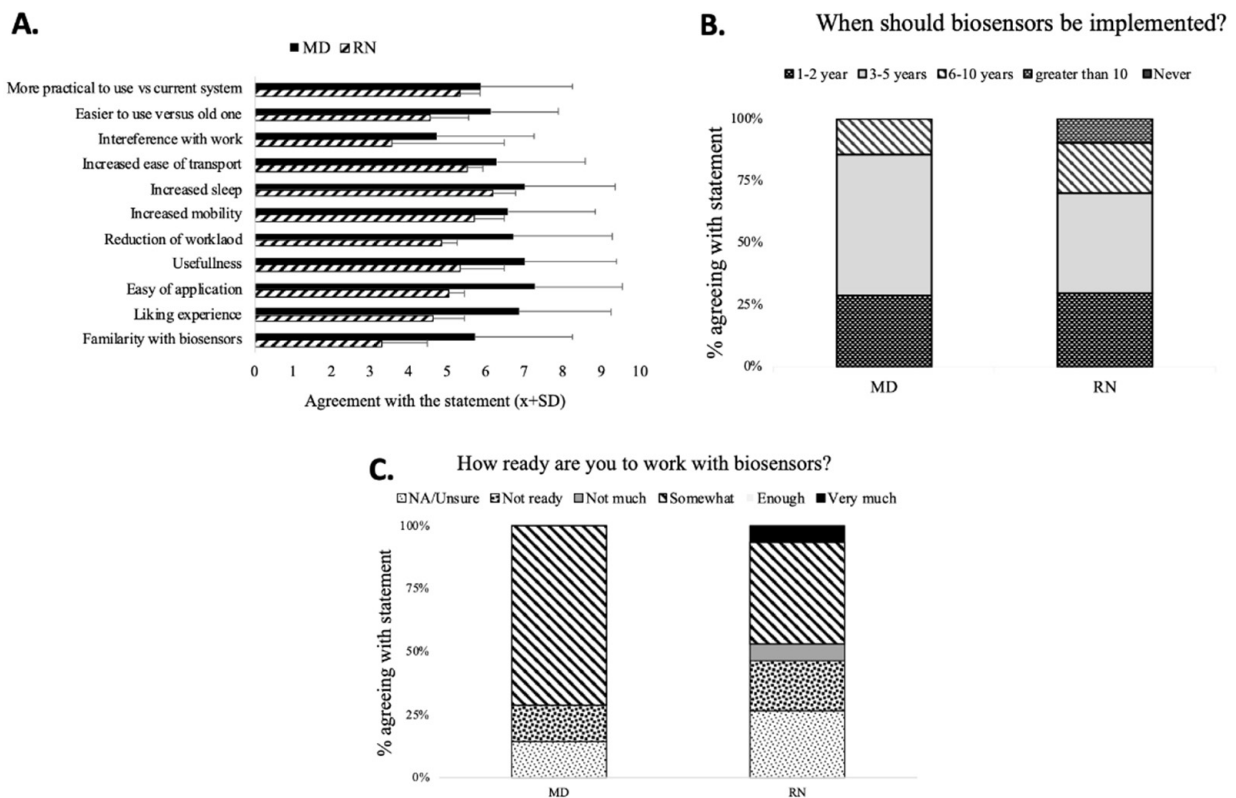 A.
MD RN
More practical to use vs current system
Easier to use versus old one
Intereference with work
Increased ease of transport
Increased sleep
Increased mobility
Reduction of worklaod
Usefullness
Easy of application
Liking experience
Familarity with biosensors
0 1 2 3 4 5 6 7 8 9 10
Agreement with the statement (x+SD)
B.
When should biosensors be implemented?
1-2 year 3-5 years 6-10 years greater than 10 Never
% agreeing with statement
100%
75%
50%
25%
0%
MD RN
C.
How ready are you to work with biosensors?
NA/Unsure Not ready Not much Somewhat Enough Very much
% agreeing with statement
100%
75%
50%
25%
0%
MD RN